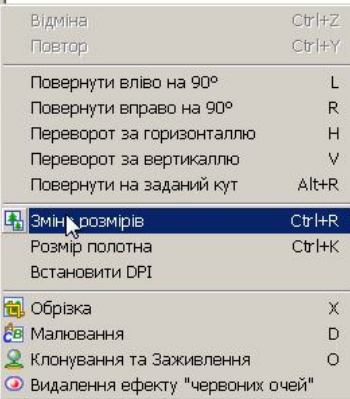 Відміна Ctrl+Z
Повтор Ctrl+Y
Повернути вліво на 90° L
Повернути вправо на 90° R
Переворот за горизонталлю H
Переворот за вертикаллю V
Повернути на заданий кут Alt+R
Зміна розмірів Ctrl+R
Розмір полотна Ctrl+K
Встановити DPI
Обрізка X
Малювання D
Клонування та Заживлення O
Видалення ефекту "червоних очей"